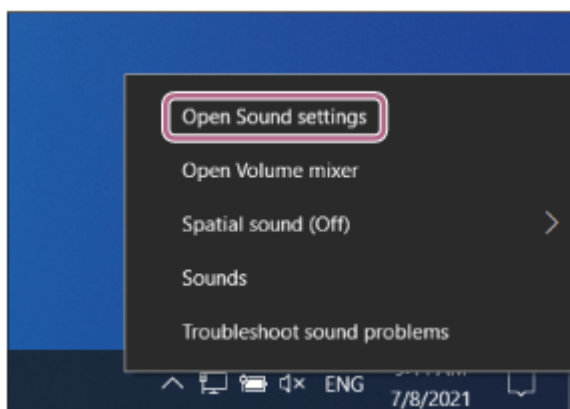 Open Sound settings
Open Volume mixer
Spatial sound (Off)
Sounds
Troubleshoot sound problems
ENG
7/8/2021